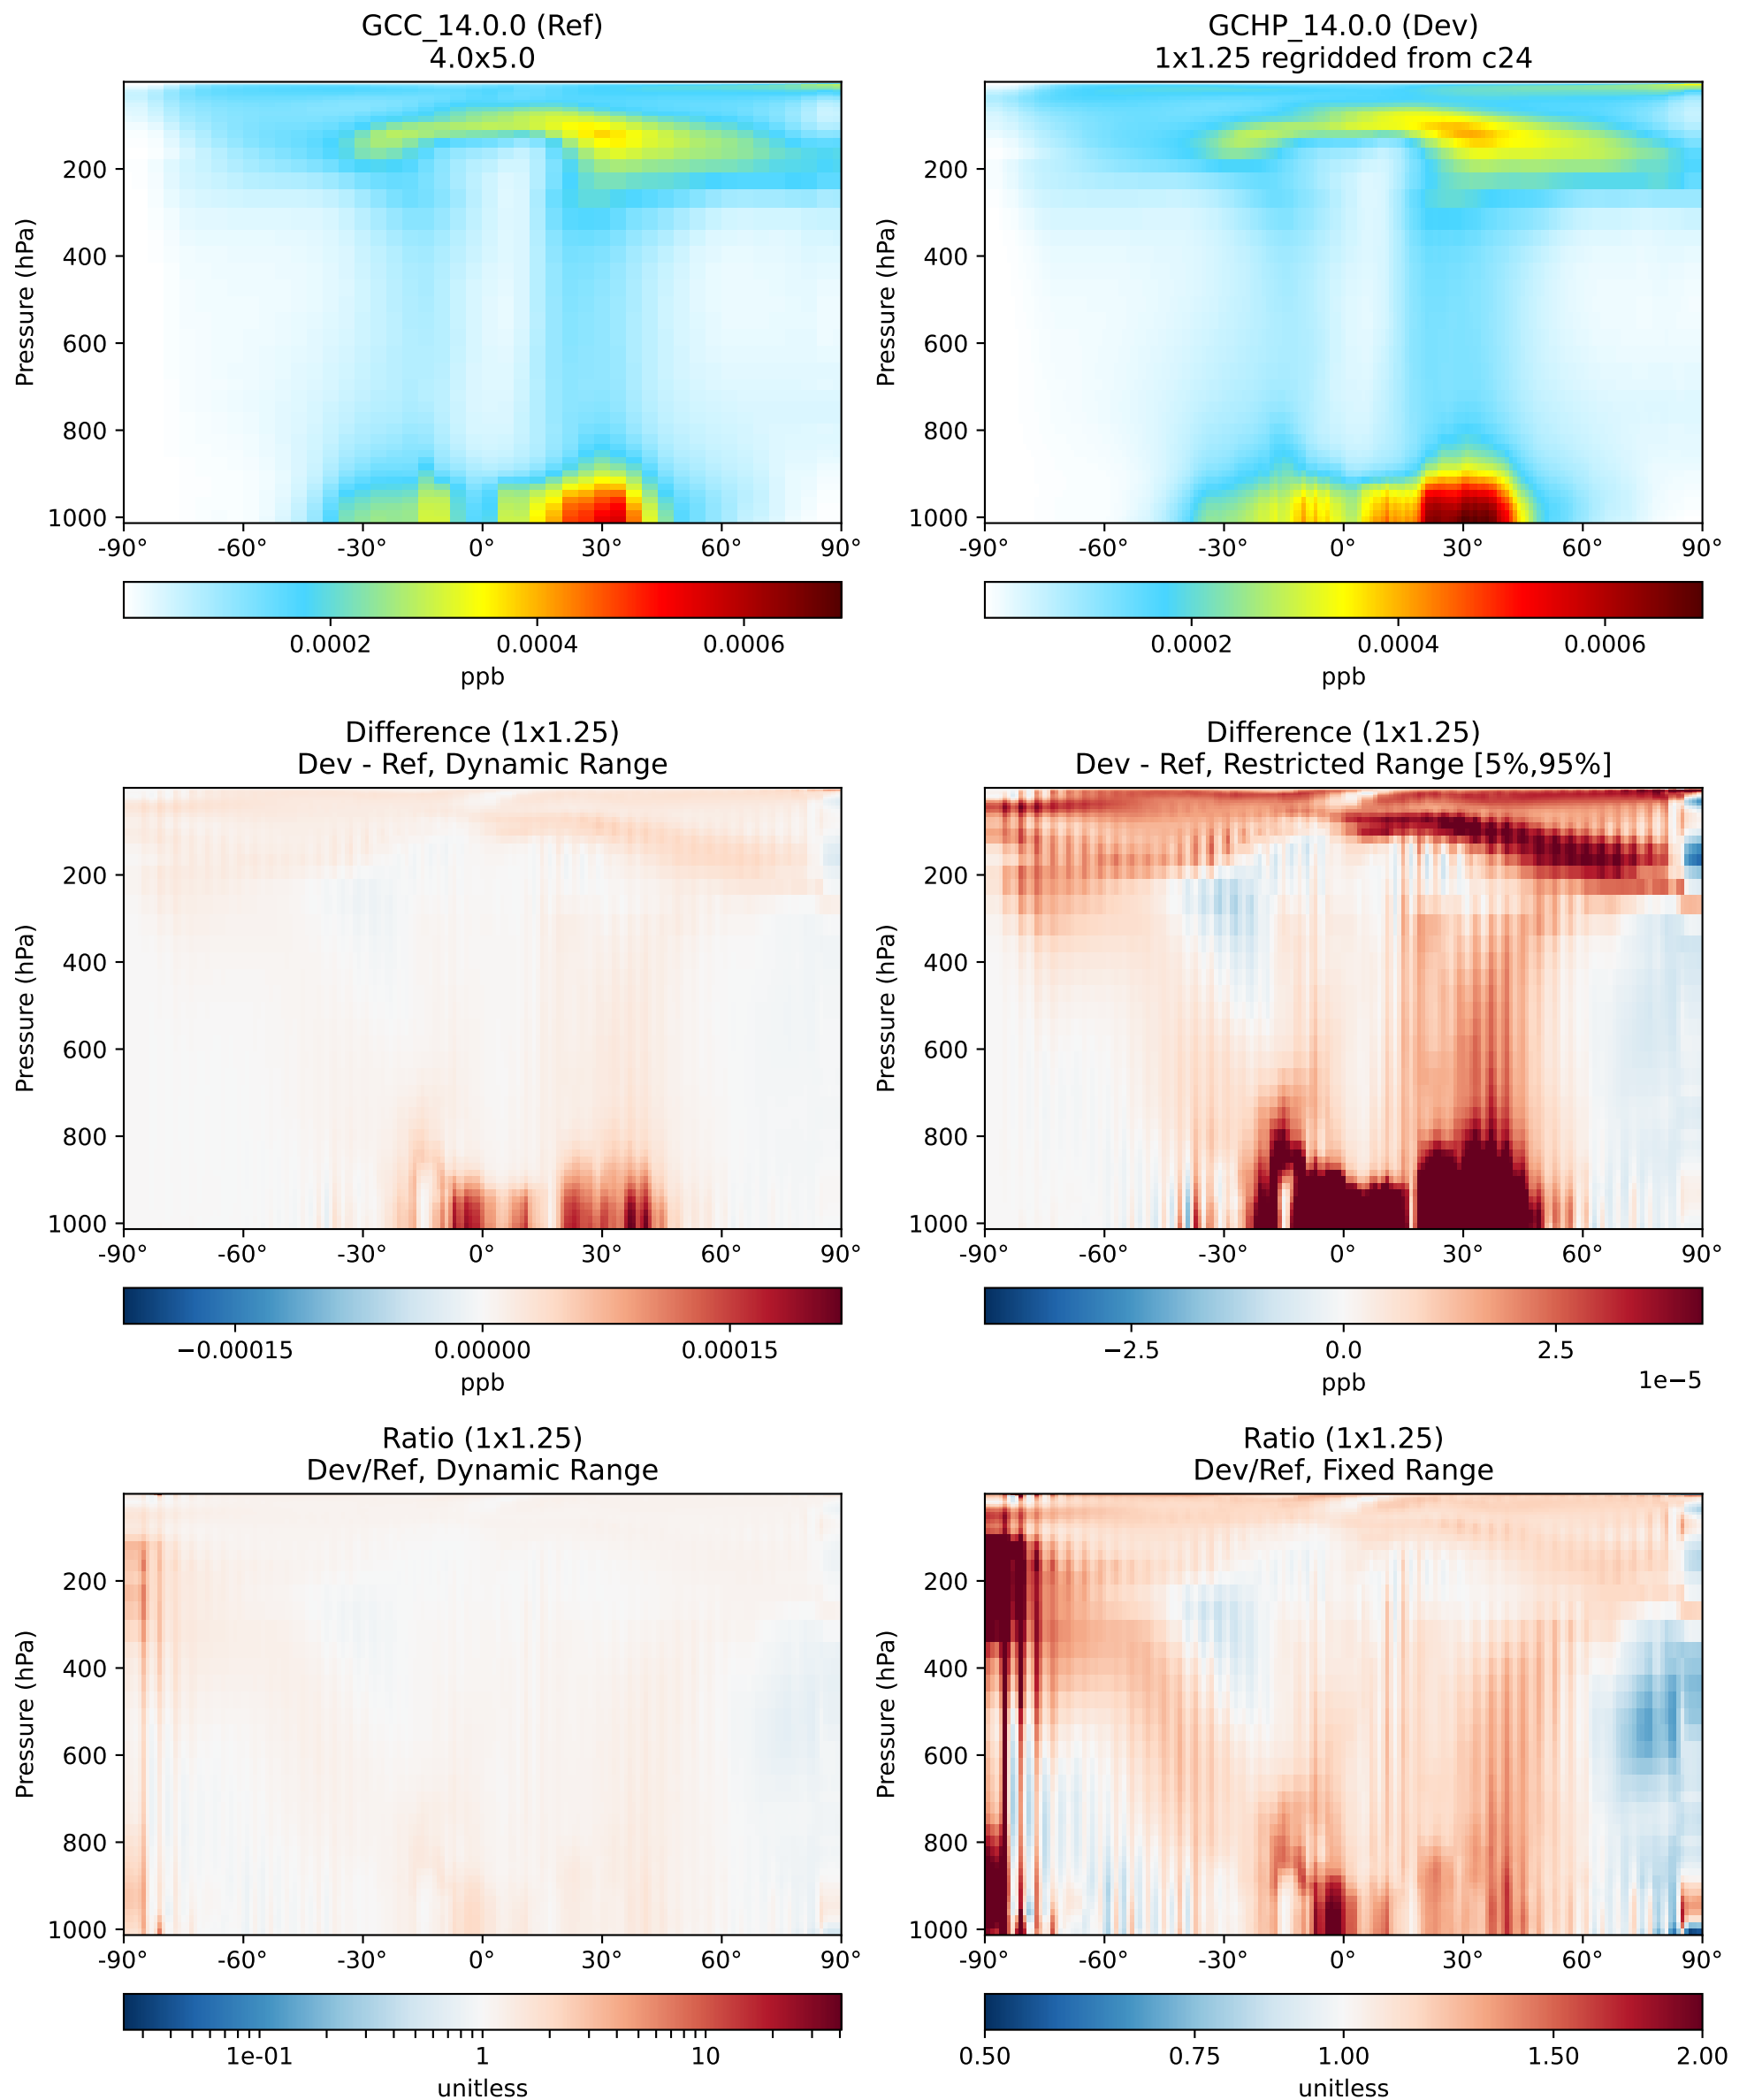 GCC_14.0.0 (Ref)
4.0x5.0
Pressure (hPa)
200
400
600
800
1000
-90° -60° -30° 0° 30° 60° 90°
0.0002 0.0004 0.0006
ppb
GCHP_14.0.0 (Dev)
1x1.25 regridded from c24
Pressure (hPa)
200
400
600
800
1000
-90° -60° -30° 0° 30° 60° 90°
0.0002 0.0004 0.0006
ppb
Difference (1x1.25)
Dev - Ref, Dynamic Range
Pressure (hPa)
200
400
600
800
1000
-90° -60° -30° 0° 30° 60° 90°
−0.00015 0.00000 0.00015
ppb
Difference (1x1.25)
Dev - Ref, Restricted Range [5%,95%]
Pressure (hPa)
200
400
600
800
1000
-90° -60° -30° 0° 30° 60° 90°
−2.5 0.0 2.5
ppb
1e−5
Ratio (1x1.25)
Dev/Ref, Dynamic Range
Pressure (hPa)
200
400
600
800
1000
-90° -60° -30° 0° 30° 60° 90°
1e-01 1 10
unitless
Ratio (1x1.25)
Dev/Ref, Fixed Range
Pressure (hPa)
200
400
600
800
1000
-90° -60° -30° 0° 30° 60° 90°
0.50 0.75 1.00 1.50 2.00
unitless